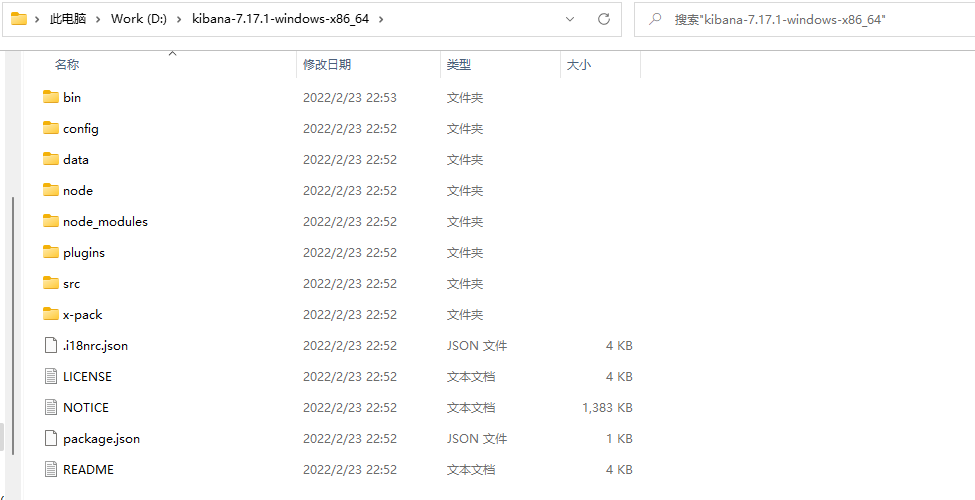 此电脑 > Work (D:) > kibana-7.17.1-windows-x86_64 > 搜索"kibana-7.17.1-windows-x86_64"
名称 修改日期 类型 大小
bin 2022/2/23 22:53 文件夹
config 2022/2/23 22:52 文件夹
data 2022/2/23 22:52 文件夹
node 2022/2/23 22:52 文件夹
node_modules 2022/2/23 22:52 文件夹
plugins 2022/2/23 22:52 文件夹
src 2022/2/23 22:52 文件夹
x-pack 2022/2/23 22:52 文件夹
.i18nrc.json 2022/2/23 22:52 JSON 文件 4 KB
LICENSE 2022/2/23 22:52 文本文档 4 KB
NOTICE 2022/2/23 22:52 文本文档 1,383 KB
package.json 2022/2/23 22:52 JSON 文件 1 KB
README 2022/2/23 22:52 文本文档 4 KB